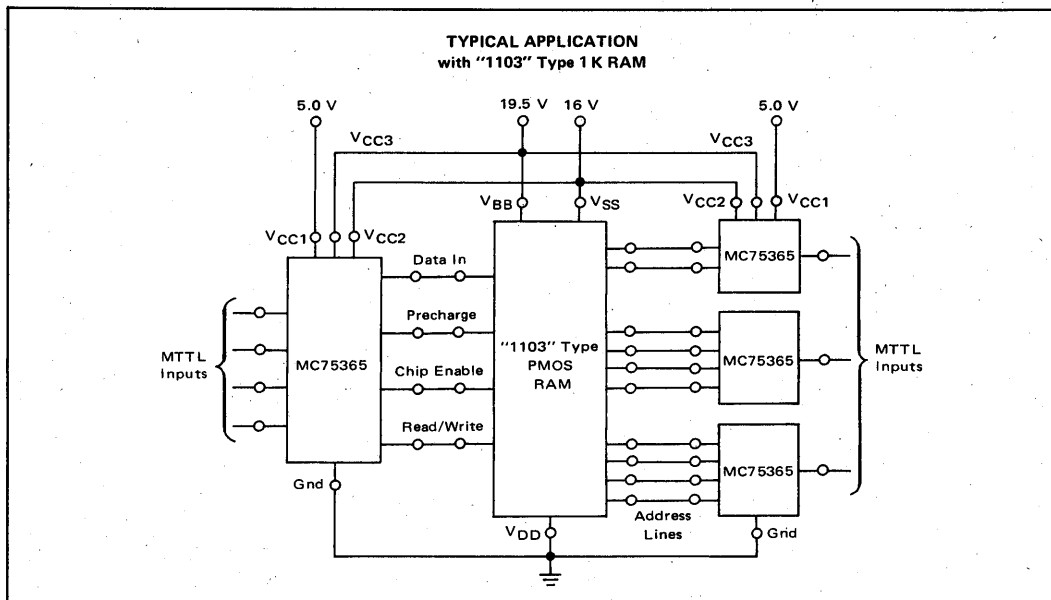 TYPICAL APPLICATION
with "1103" Type 1 K RAM
5.0 V
19.5 V
16 V
5.0 V
VCC3
VCC3
VBB
VSS
VCC2
VCC1
VCC1
VCC2
MC75365
Data In
Precharge
Chip Enable
Read/Write
MTTL
Inputs
MC75365
"1103" Type
PMOS
RAM
MC75365
MTTL
Inputs
MC75365
Gnd
VDD
Address
Lines
Gnd